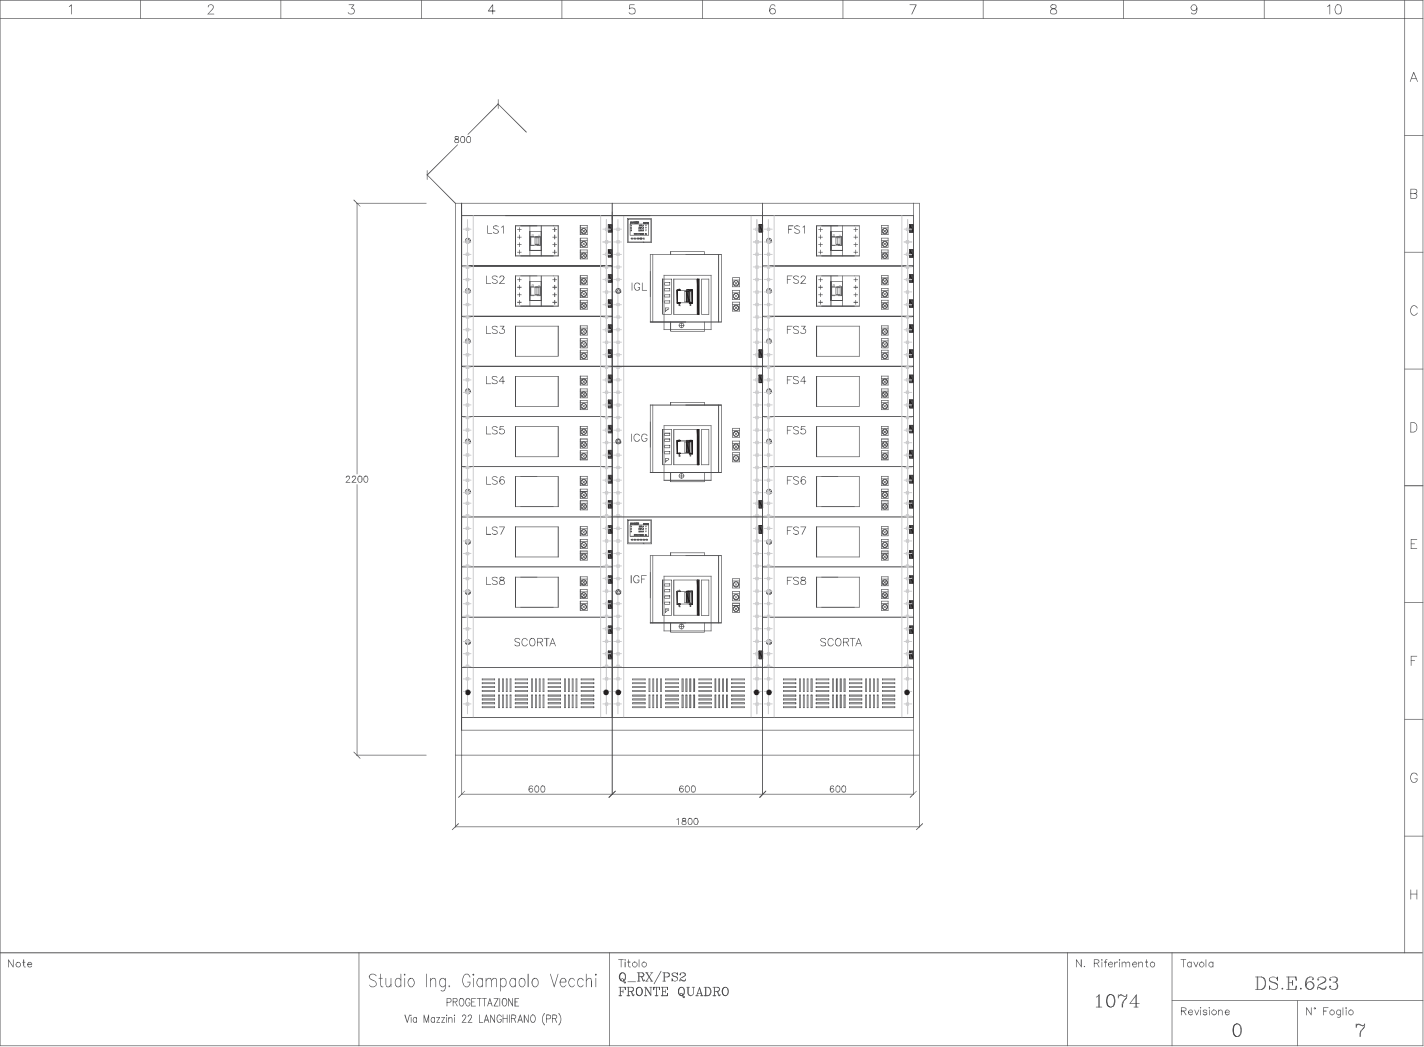 1 2 3 4 5 6 7 8 9 10
A
B
C
D
E
F
G
H
800
2200
LS1
LS2
LS3
LS4
LS5
LS6
LS7
LS8
SCORTA
IGL
ICG
IGF
FS1
FS2
FS3
FS4
FS5
FS6
FS7
FS8
SCORTA
600 600 600
1800
Note
Studio Ing. Giampaolo Vecchi
PROGETTAZIONE
Via Mazzini 22 LANGHIRANO (PR)
Titolo
Q_RX/PS2
FRONTE QUADRO
N. Riferimento
1074
Tavola
DS.E.623
Revisione
0
N° Foglio
7